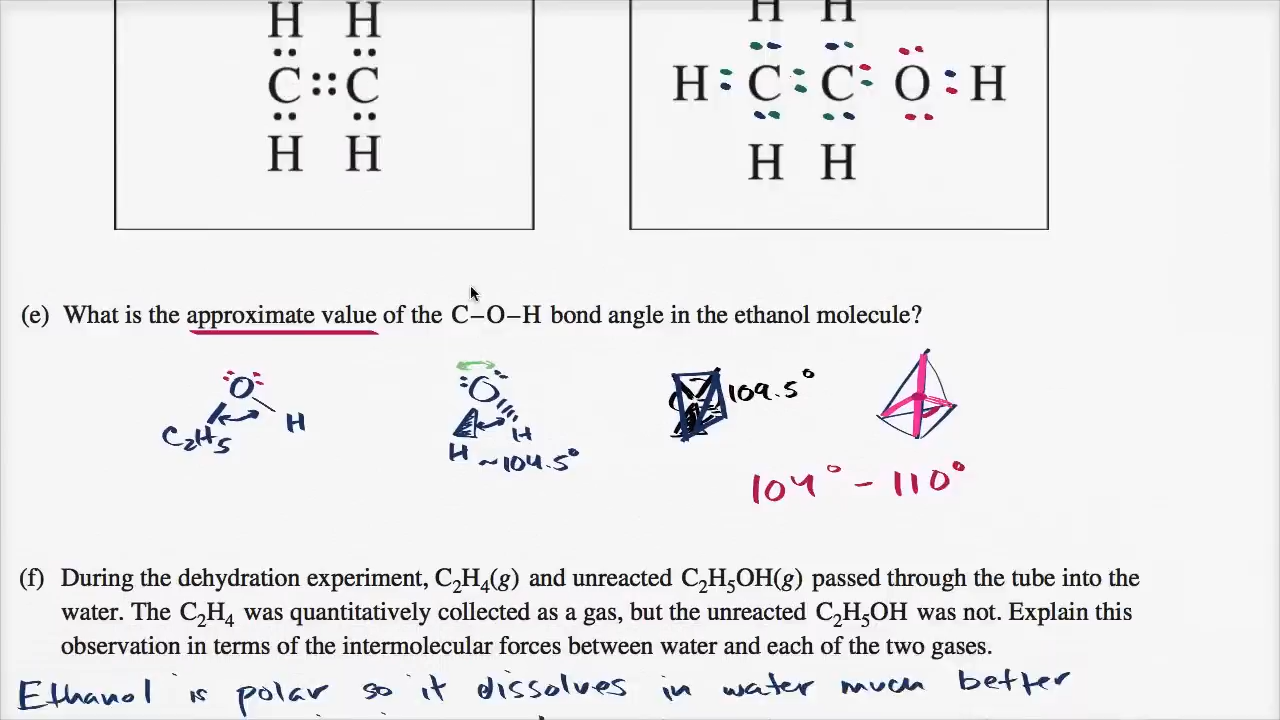 H H H H
C :: C H : C : C : O : H
H H H H
(e) What is the approximate value of the C–O–H bond angle in the ethanol molecule?
:O: :O: 109.5°
C₂H₅ H H H ~104.5°
104° - 110°
(f) During the dehydration experiment, C₂H₄(g) and unreacted C₂H₅OH(g) passed through the tube into the
water. The C₂H₄ was quantitatively collected as a gas, but the unreacted C₂H₅OH was not. Explain this
observation in terms of the intermolecular forces between water and each of the two gases.
Ethanol is polar so it dissolves in water much better